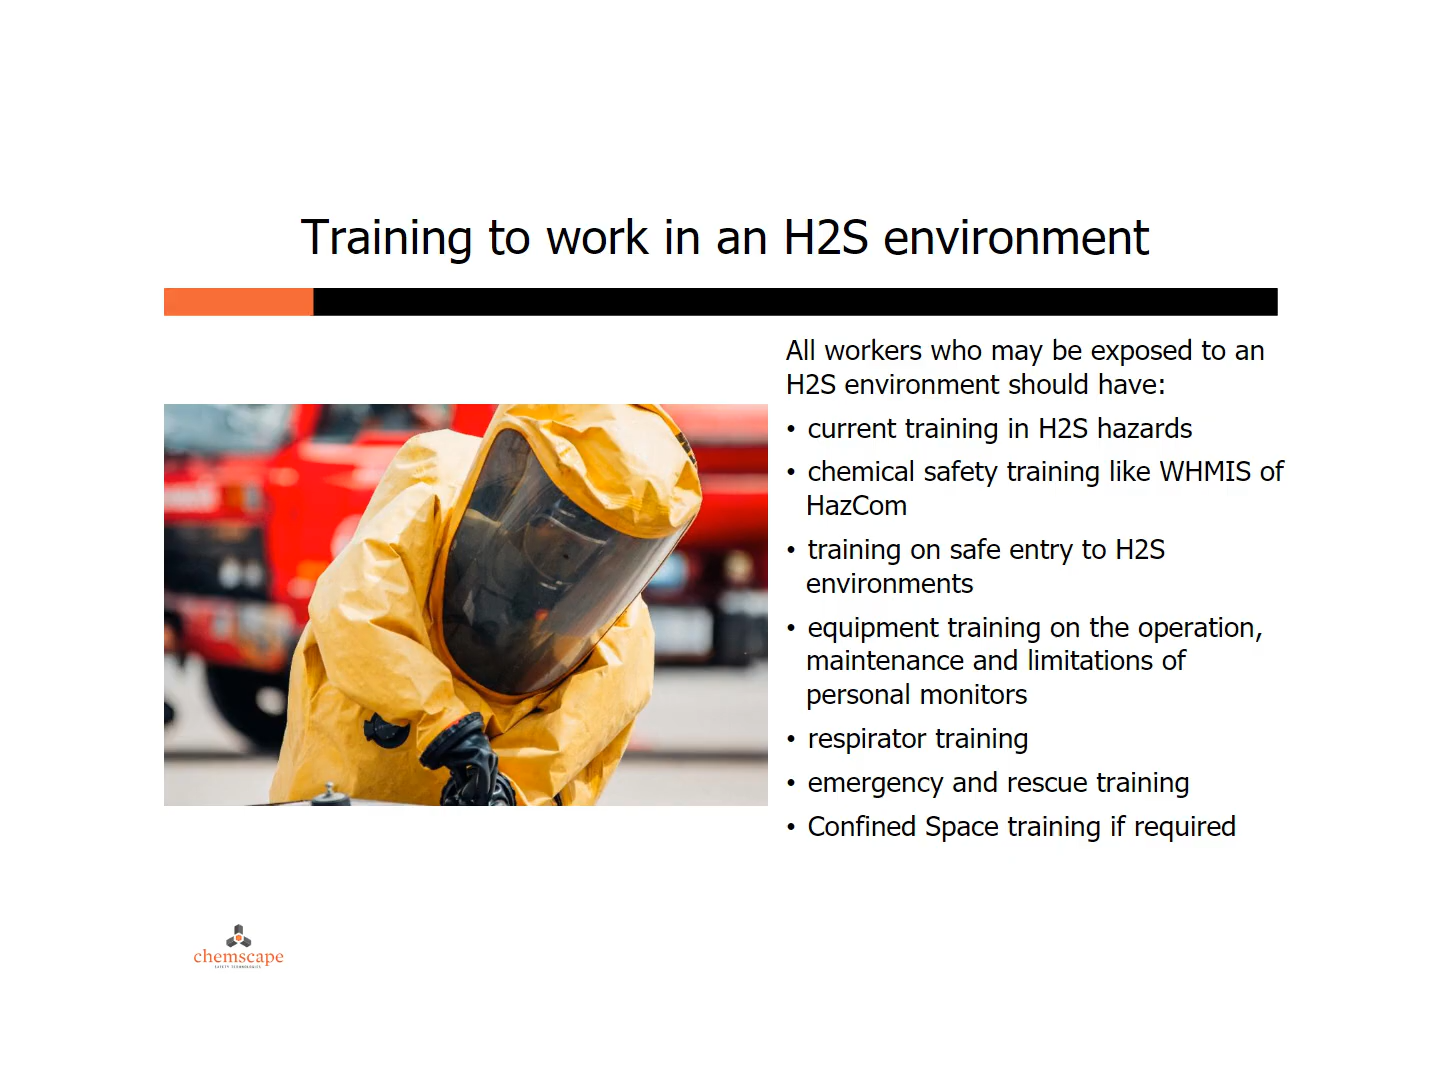 Training to work in an H2S environment
All workers who may be exposed to an
H2S environment should have:
• current training in H2S hazards
• chemical safety training like WHMIS of
HazCom
• training on safe entry to H2S
environments
• equipment training on the operation,
maintenance and limitations of
personal monitors
• respirator training
• emergency and rescue training
• Confined Space training if required
chemscape
SAFETY TECHNOLOGIES